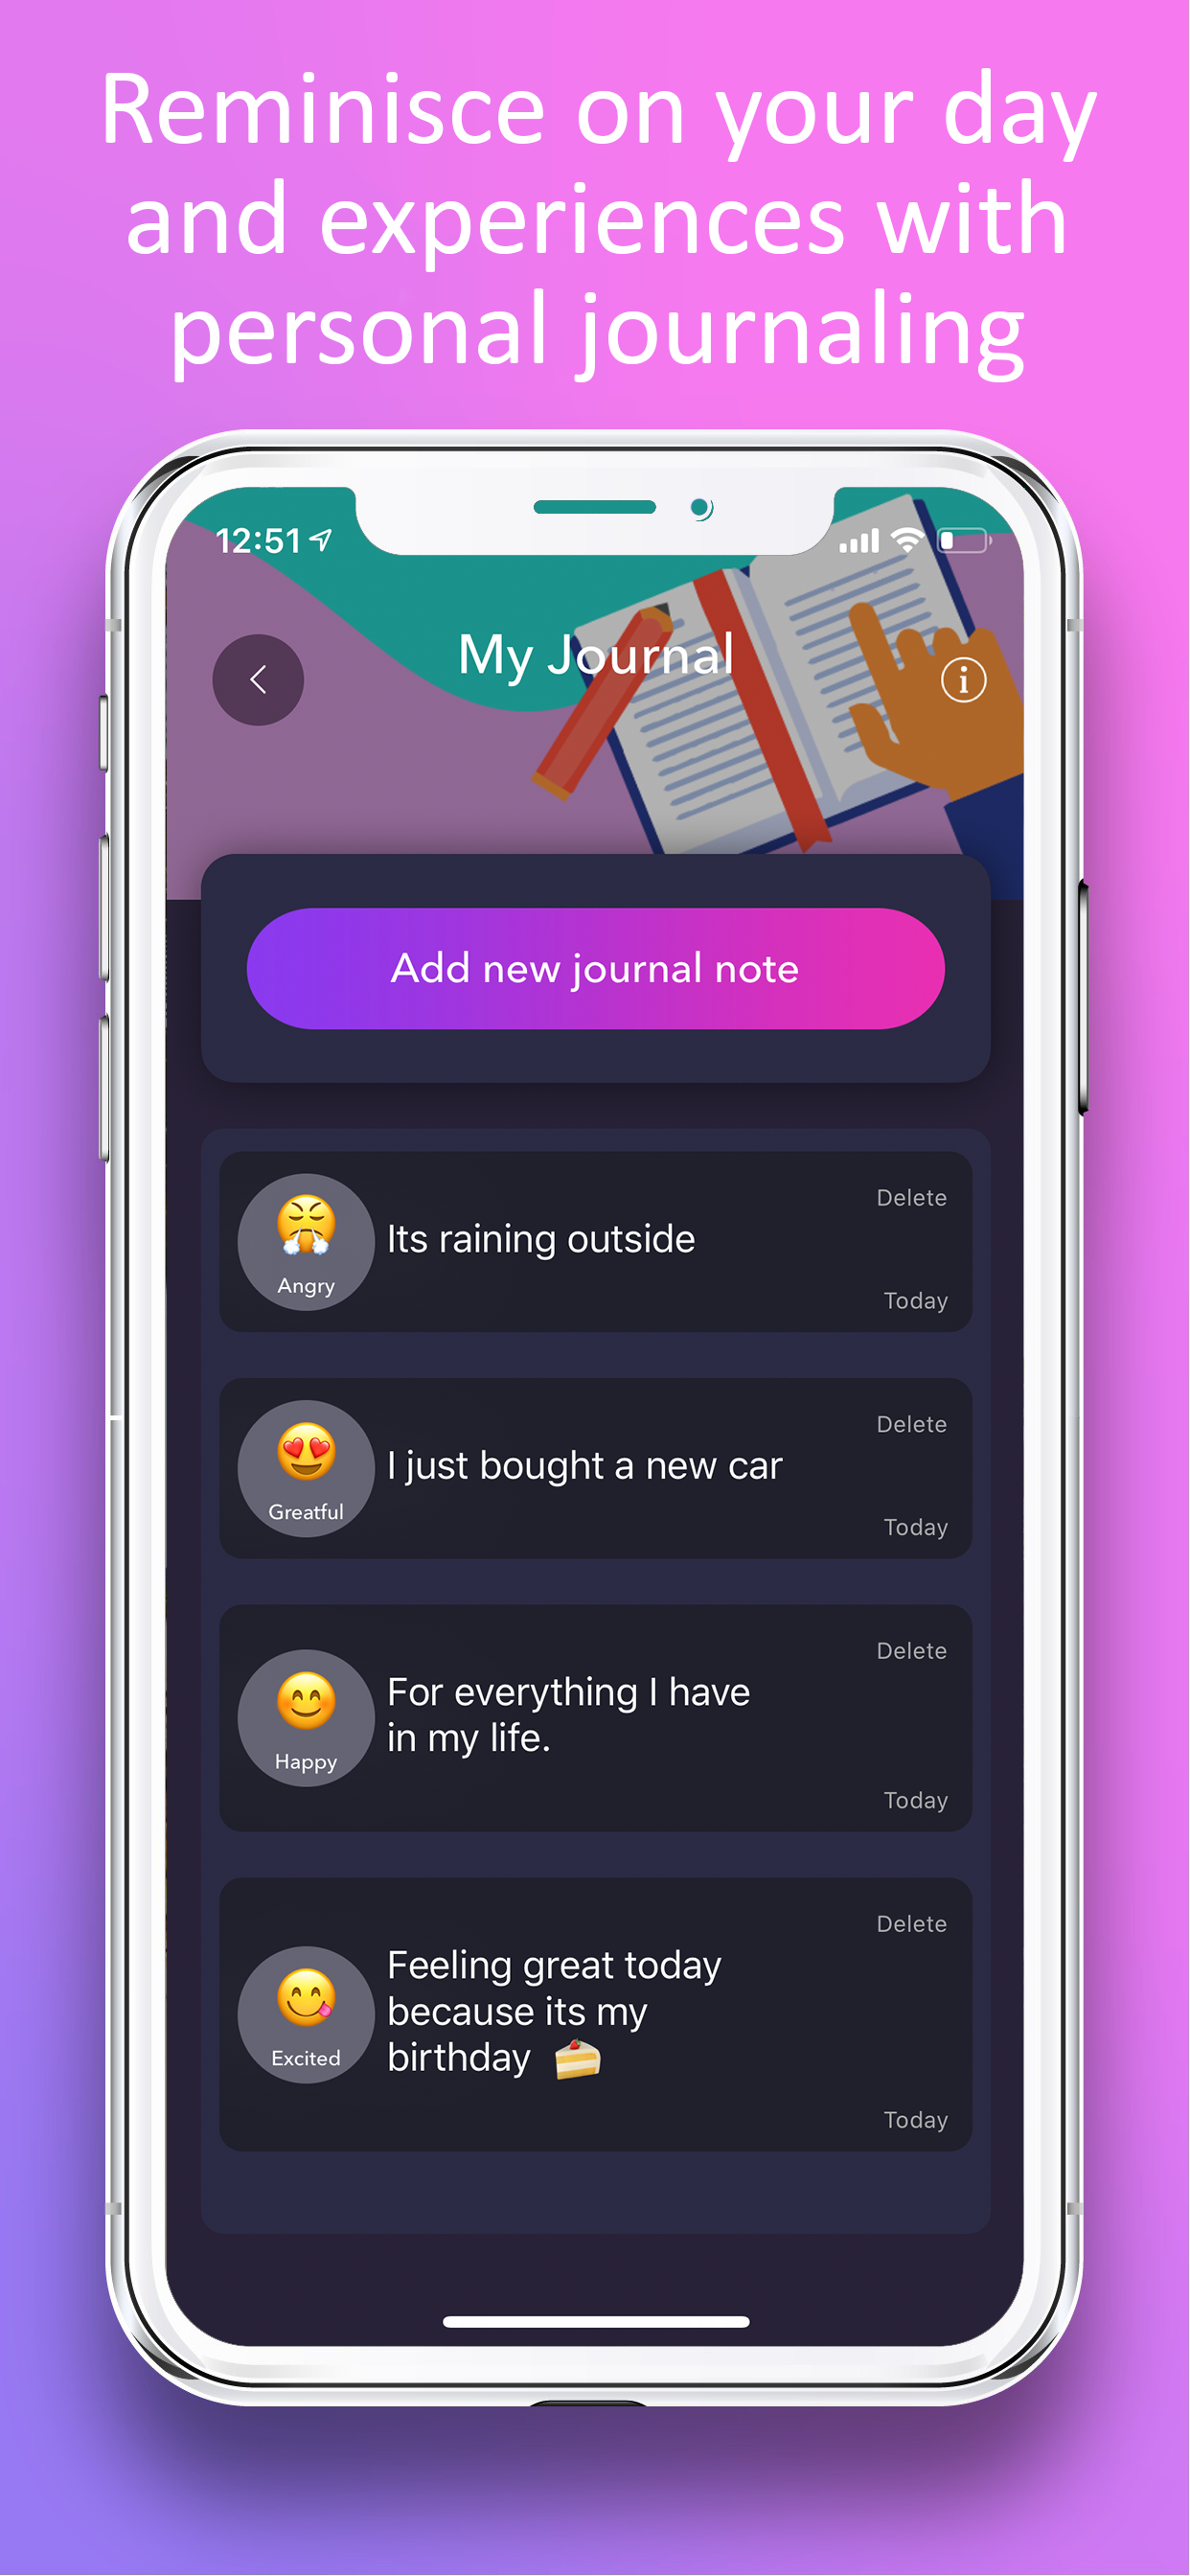 Reminisce on your day
and experiences with
personal journaling
12:51
My Journal
Add new journal note
Delete
Its raining outside
Angry
Today
Delete
I just bought a new car
Greatful
Today
Delete
For everything I have
in my life.
Happy
Today
Delete
Feeling great today
because its my
birthday 🍰
Excited
Today